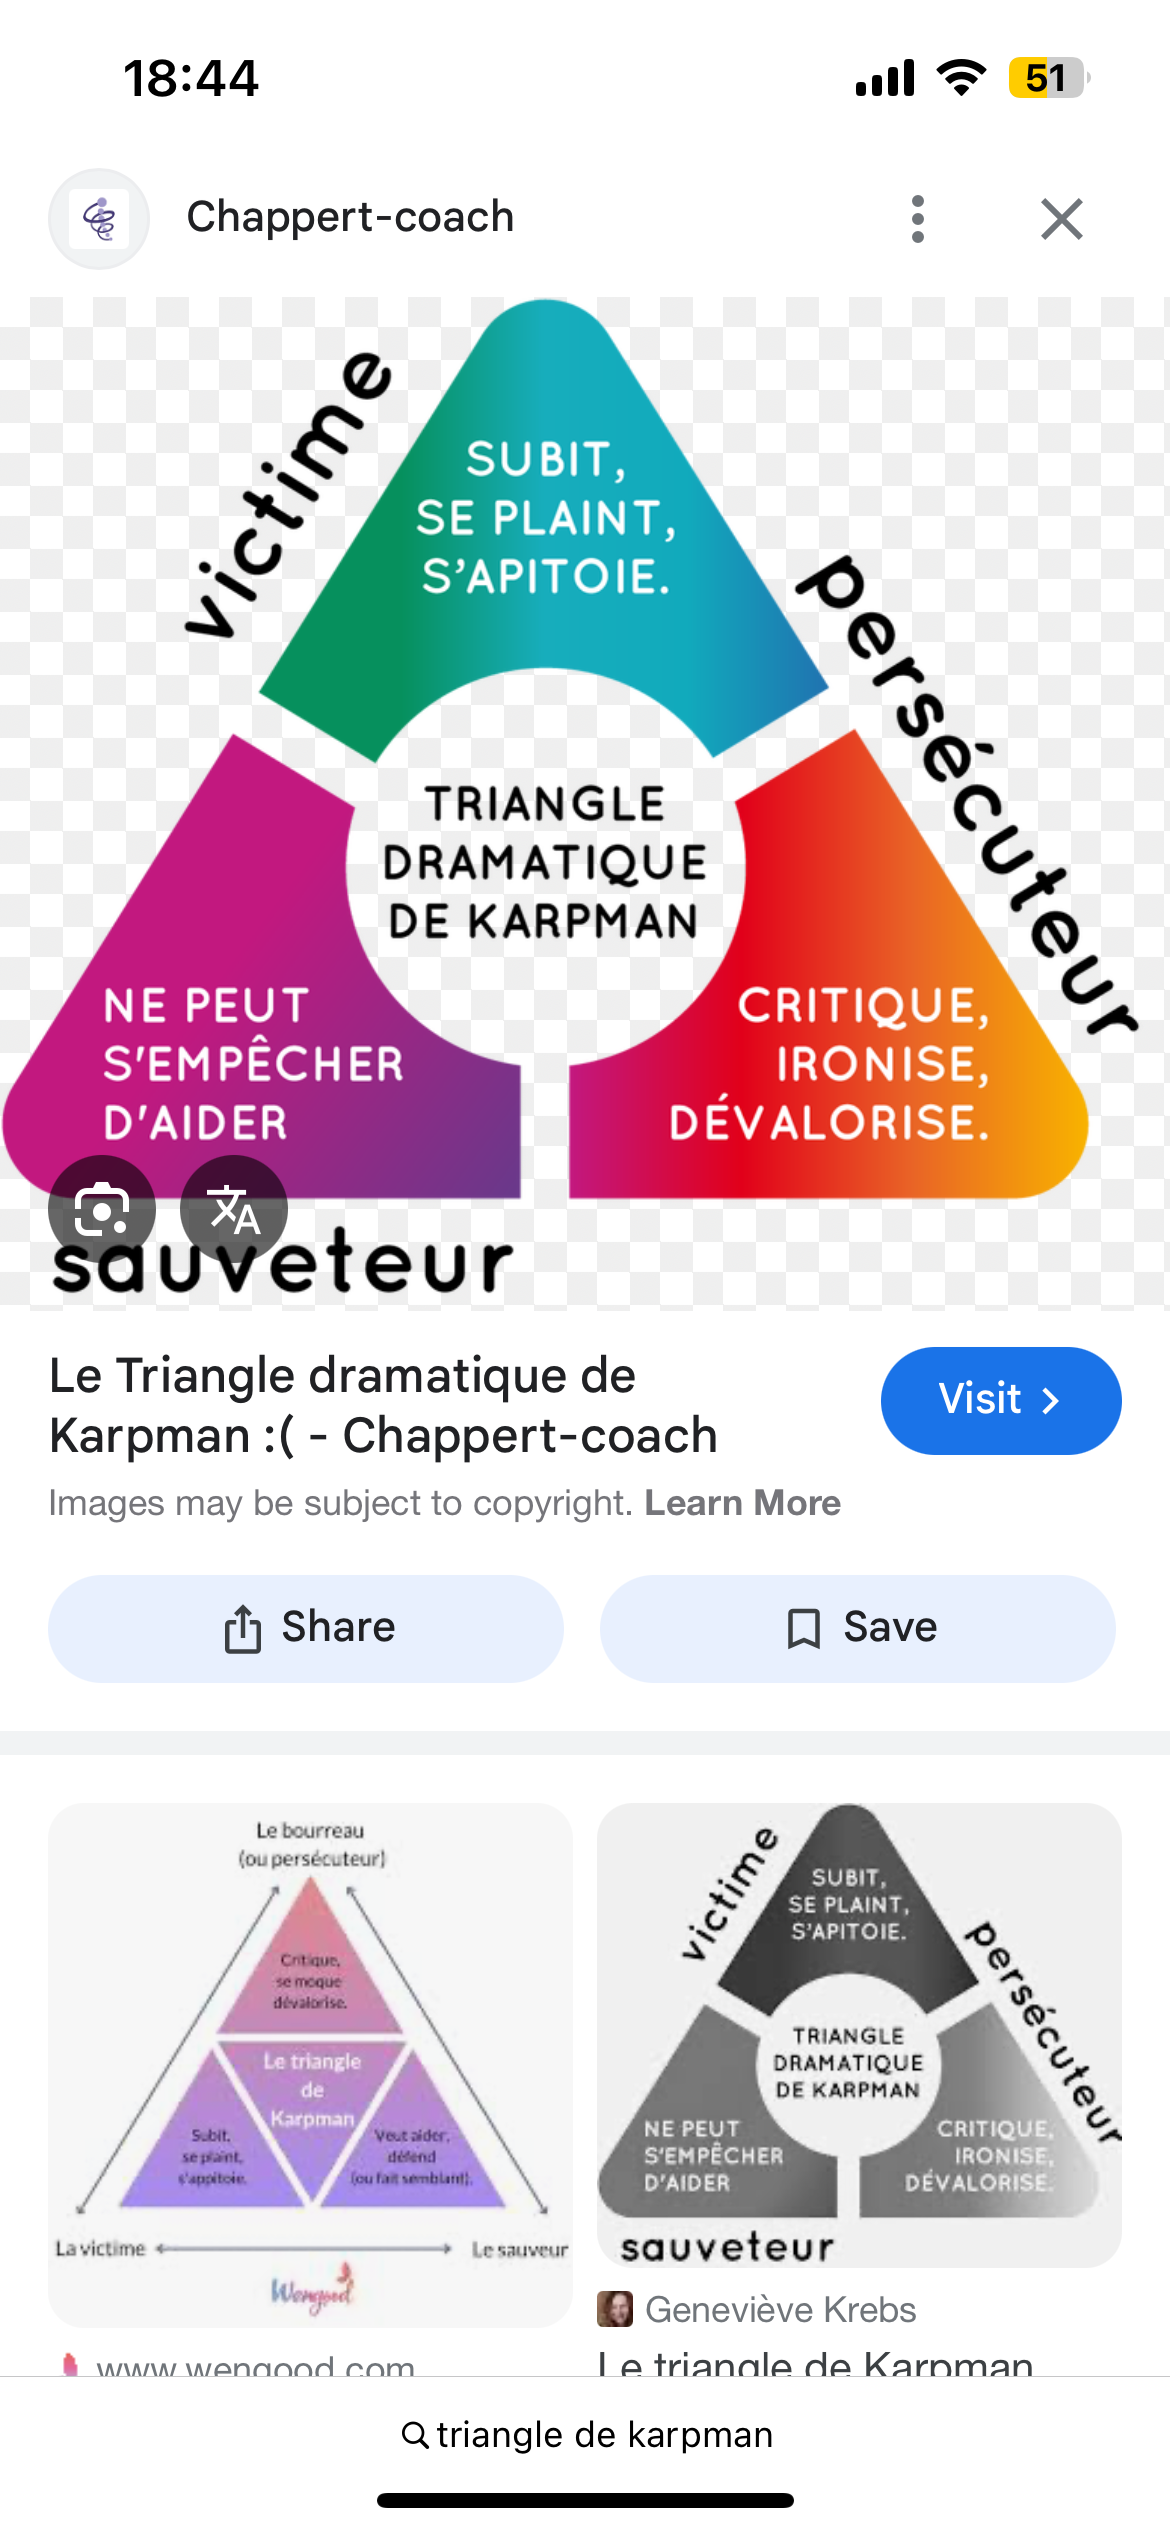 18:44
51
Chappert-coach
victime
SUBIT,
SE PLAINT,
S’APITOIE.
persécuteur
TRIANGLE
DRAMATIQUE
DE KARPMAN
NE PEUT
S'EMPÊCHER
D'AIDER
CRITIQUE,
IRONISE,
DÉVALORISE.
sauveteur
Le Triangle dramatique de
Karpman :( - Chappert-coach
Visit
Images may be subject to copyright. Learn More
Share
Save
Le bourreau
(ou persécuteur)
Critique,
se moque
dévalorise.
Le triangle
de
Karpman
Subit,
se plaint,
s'appitoie.
Veut aider,
défend
(ou fait semblant).
La victime
Le sauveur
Wengood
www.wengood.com
victime
SUBIT,
SE PLAINT,
S’APITOIE.
persécuteur
TRIANGLE
DRAMATIQUE
DE KARPMAN
NE PEUT
S'EMPÊCHER
D'AIDER
CRITIQUE,
IRONISE,
DÉVALORISE.
sauveteur
Geneviève Krebs
Le triangle de Karpman
triangle de karpman